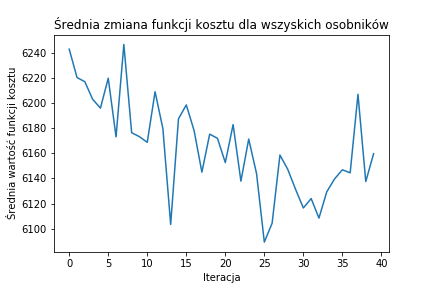 Średnia zmiana funkcji kosztu dla wszyskich osobników
Średnia wartość funkcji kosztu
6240
6220
6200
6180
6160
6140
6120
6100
0 5 10 15 20 25 30 35 40
Iteracja